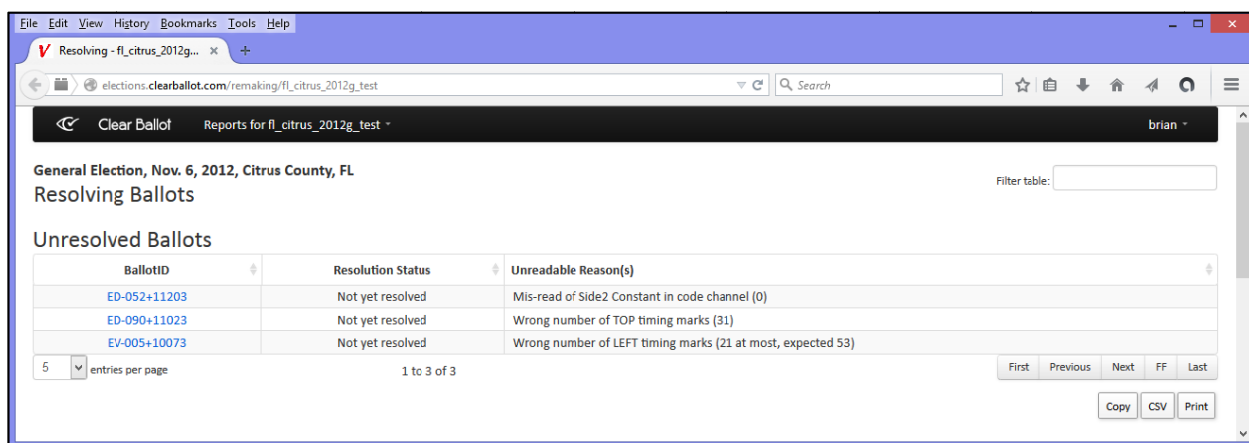 File Edit View History Bookmarks Tools Help
Resolving - fl_citrus_2012g...
elections.clearballot.com/remaking/fl_citrus_2012g_test
Search
Clear Ballot Reports for fl_citrus_2012g_test brian
General Election, Nov. 6, 2012, Citrus County, FL
Filter table:
Resolving Ballots
Unresolved Ballots
BallotID Resolution Status Unreadable Reason(s)
ED-052+11203 Not yet resolved Mis-read of Side2 Constant in code channel (0)
ED-090+11023 Not yet resolved Wrong number of TOP timing marks (31)
EV-005+10073 Not yet resolved Wrong number of LEFT timing marks (21 at most, expected 53)
5 entries per page 1 to 3 of 3 First Previous Next FF Last
Copy CSV Print